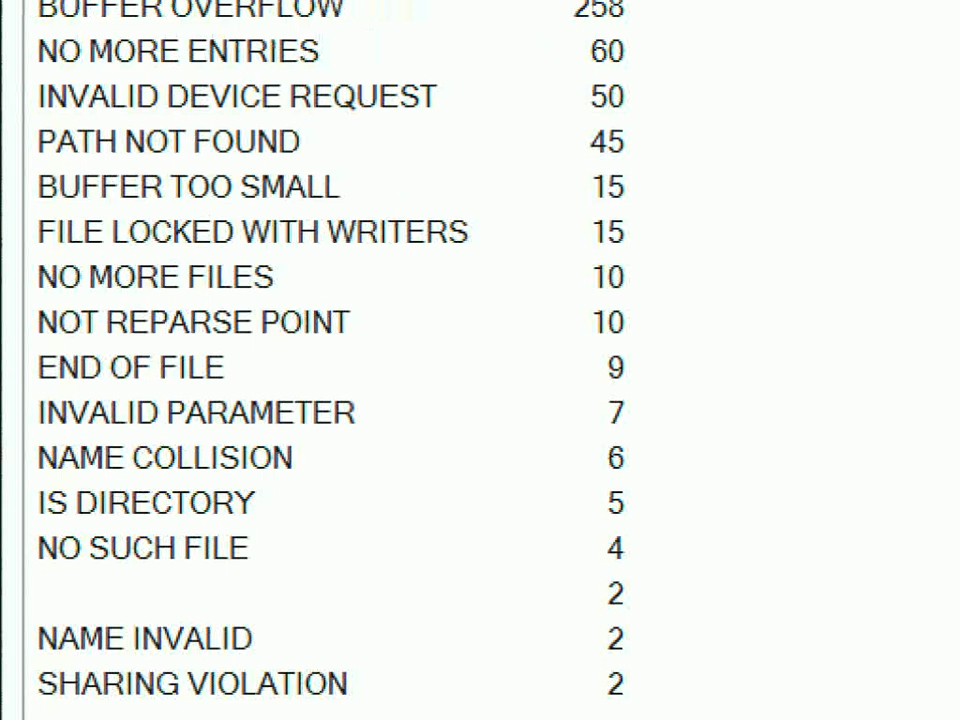 BUFFER OVERFLOW 258
NO MORE ENTRIES 60
INVALID DEVICE REQUEST 50
PATH NOT FOUND 45
BUFFER TOO SMALL 15
FILE LOCKED WITH WRITERS 15
NO MORE FILES 10
NOT REPARSE POINT 10
END OF FILE 9
INVALID PARAMETER 7
NAME COLLISION 6
IS DIRECTORY 5
NO SUCH FILE 4
2
NAME INVALID 2
SHARING VIOLATION 2